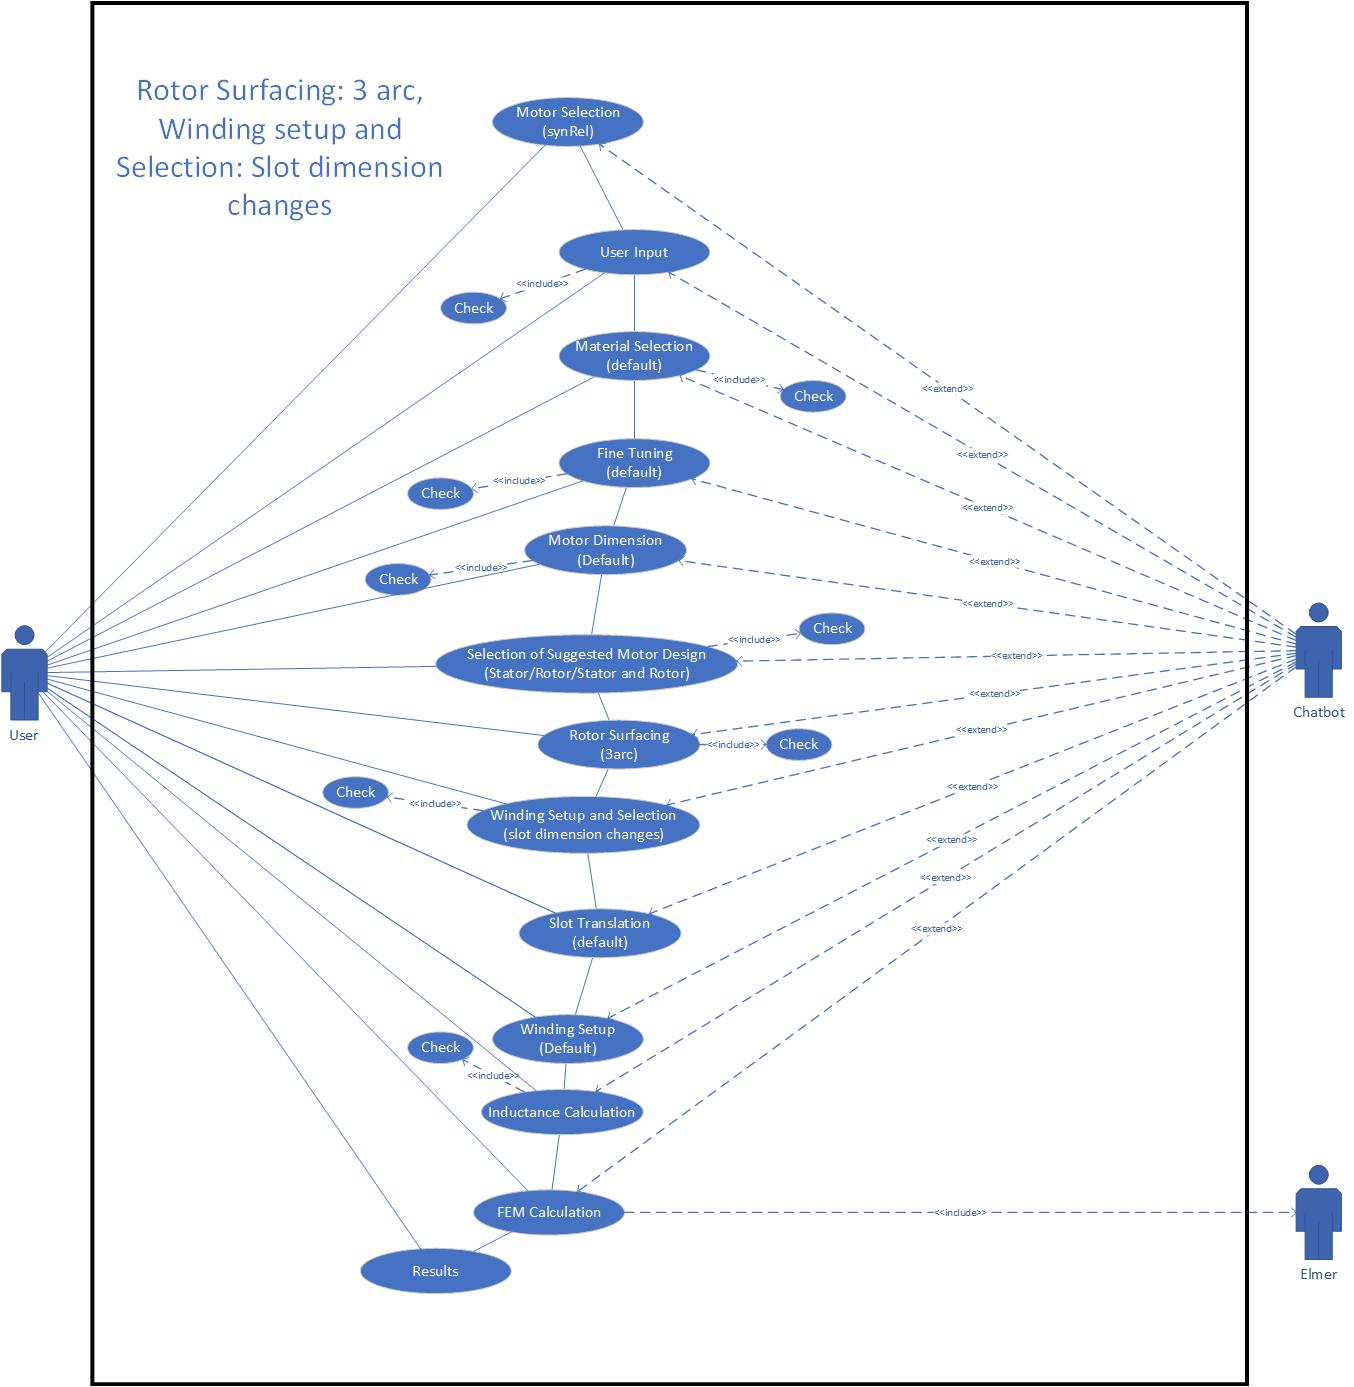 Rotor Surfacing: 3 arc,
Winding setup and
Selection: Slot dimension
changes
Motor Selection
(synRel)
User Input
<<include>>
Check
Material Selection
(default)
<<include>>
Check
<<extend>>
<<extend>>
Fine Tuning
(default)
<<include>>
Check
<<extend>>
Motor Dimension
(Default)
<<include>>
Check
<<extend>>
<<extend>>
Selection of Suggested Motor Design
(Stator/Rotor/Stator and Rotor)
<<include>>
Check
<<extend>>
<<extend>>
User
Chatbot
Rotor Surfacing
(3arc)
<<include>>
Check
<<extend>>
Check
<<include>>
Winding Setup and Selection
(slot dimension changes)
<<extend>>
<<extend>>
<<extend>>
Slot Translation
(default)
<<extend>>
Winding Setup
(Default)
Check
<<include>>
Inductance Calculation
FEM Calculation
<<include>>
Results
Elmer